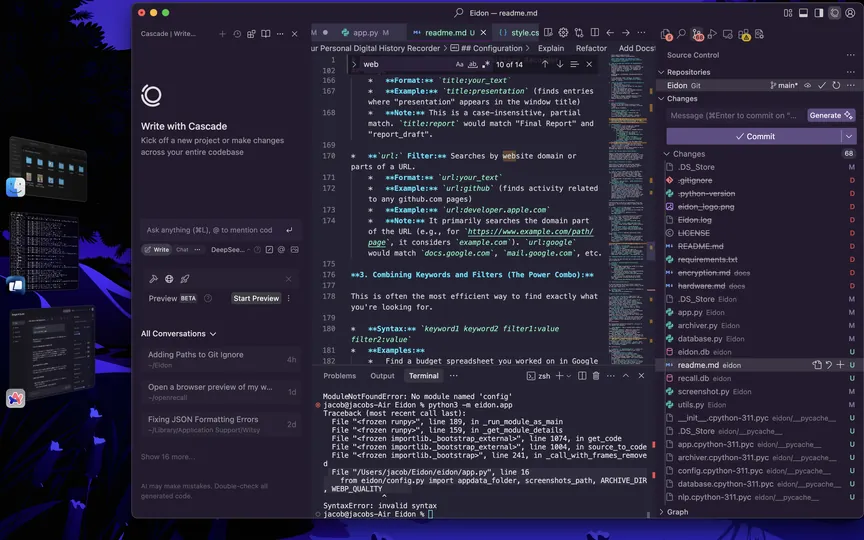 Eidon — readme.md
Cascade | Write...
app.py
readme.md U
style.cs
ur Personal Digital History Recorder > ## Configuration >
Explain
Refactor
Add Docs
web
10 of 14
1
102
166 * **Format:** `title:your_text`
167 * **Example:** `title:presentation` (finds entries
where "presentation" appears in the window title)
168 * **Note:** This is a case-insensitive, partial
match. `title:report` would match "Final Report" and
"report_draft".
169
170 * **`url:` Filter:** Searches by website domain or
parts of a URL.
171 * **Format:** `url:your_text`
172 * **Example:** `url:github` (finds activity related
to any github.com pages)
173 * **Example:** `url:developer.apple.com`
174 * **Note:** It primarily searches the domain part
of the URL (e.g., for `https://www.example.com/path/
page`, it considers `example.com`). `url:google`
would match `docs.google.com`, `mail.google.com`, etc.
175
176 **3. Combining Keywords and Filters (The Power Combo):**
177
178 This is often the most efficient way to find exactly what
you're looking for.
179
180 * **Syntax:** `keyword1 keyword2 filter1:value
filter2:value`
181 * **Examples:**
182 * Find a budget spreadsheet you worked on in Google
Write with Cascade
Kick off a new project or make changes
across your entire codebase
Ask anything (⌘L), @ to mention cod
Write
Chat
DeepSee...
Preview BETA
Start Preview
All Conversations
Adding Paths to Git Ignore
~/Eidon
4h
Open a browser preview of my w...
~/openrecall
1d
Fixing JSON Formatting Errors
~/Library/Application Support/Witsy
2d
Show 16 more...
AI may make mistakes. Double-check all
generated code.
Problems
Output
Terminal
zsh
ModuleNotFoundError: No module named 'config'
jacob@jacobs-Air Eidon % python3 -m eidon.app
Traceback (most recent call last):
File "<frozen runpy>", line 189, in _run_module_as_main
File "<frozen runpy>", line 159, in _get_module_details
File "<frozen importlib._bootstrap_external>", line 1074, in get_code
File "<frozen importlib._bootstrap_external>", line 1004, in source_to_code
File "<frozen importlib._bootstrap>", line 241, in _call_with_frames_remove
d
File "/Users/jacob/Eidon/eidon/app.py", line 16
from eidon/config.py import appdata_folder, screenshots_path, ARCHIVE_DIR
, WEBP_QUALITY
^
SyntaxError: invalid syntax
jacob@jacobs-Air Eidon %
Source Control
Repositories
Eidon Git
main*
Changes
Message (⌘Enter to commit on "...
Generate
Commit
Changes 68
.DS_Store M
.gitignore D
.python-version D
eidon_logo.png D
Eidon.log D
LICENSE D
README.md D
requirements.txt D
encryption.md docs D
hardware.md docs D
.DS_Store Eidon U
app.py Eidon U
archiver.py Eidon U
database.py Eidon U
eidon.db Eidon U
readme.md eidon U
recall.db Eidon U
screenshot.py Eidon U
utils.py Eidon U
__init__.cpython-311.pyc eidon/__pycache__ U
.DS_Store Eidon/__pycache__ U
app.cpython-311.pyc eidon/__pycache__ U
archiver.cpython-311.pyc eidon/__pycache__ U
config.cpython-311.pyc eidon/__pycache__ U
database.cpython-311.pyc eidon/__pycache__ U
nlp.cpython-311.pyc eidon/__pycache__ U
Graph